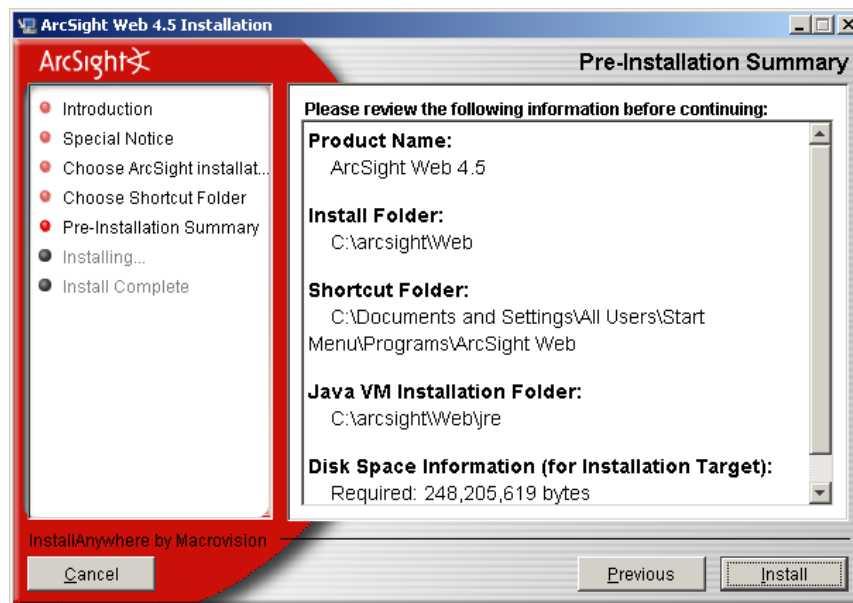 ArcSight Web 4.5 Installation
ArcSight
Pre-Installation Summary
Introduction
Special Notice
Choose ArcSight installat...
Choose Shortcut Folder
Pre-Installation Summary
Installing...
Install Complete
Please review the following information before continuing:
Product Name:
ArcSight Web 4.5
Install Folder:
C:\arcsight\Web
Shortcut Folder:
C:\Documents and Settings\All Users\Start
Menu\Programs\ArcSight Web
Java VM Installation Folder:
C:\arcsight\Web\jre
Disk Space Information (for Installation Target):
Required: 248,205,619 bytes
InstallAnywhere by Macrovision
Cancel
Previous
Install